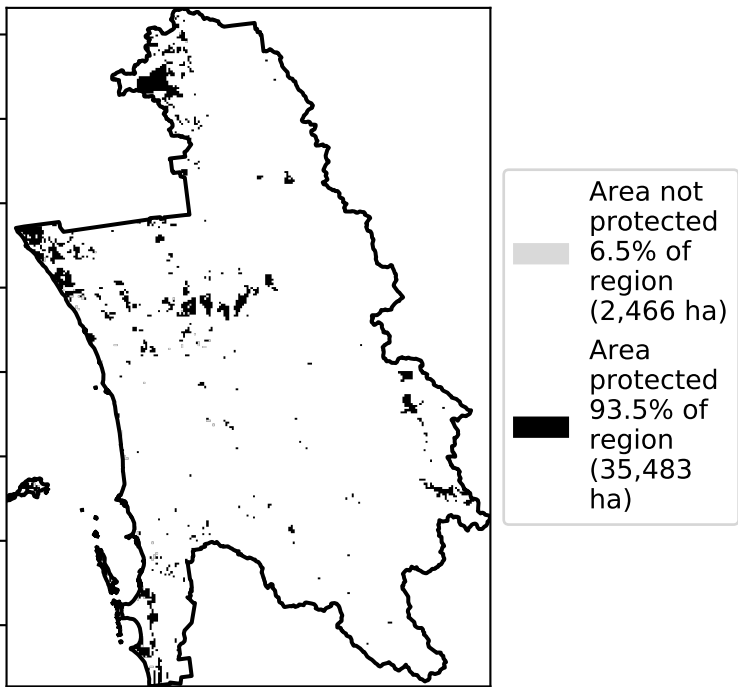 Area not
protected
6.5% of
region
(2,466 ha)
Area
protected
93.5% of
region
(35,483
ha)